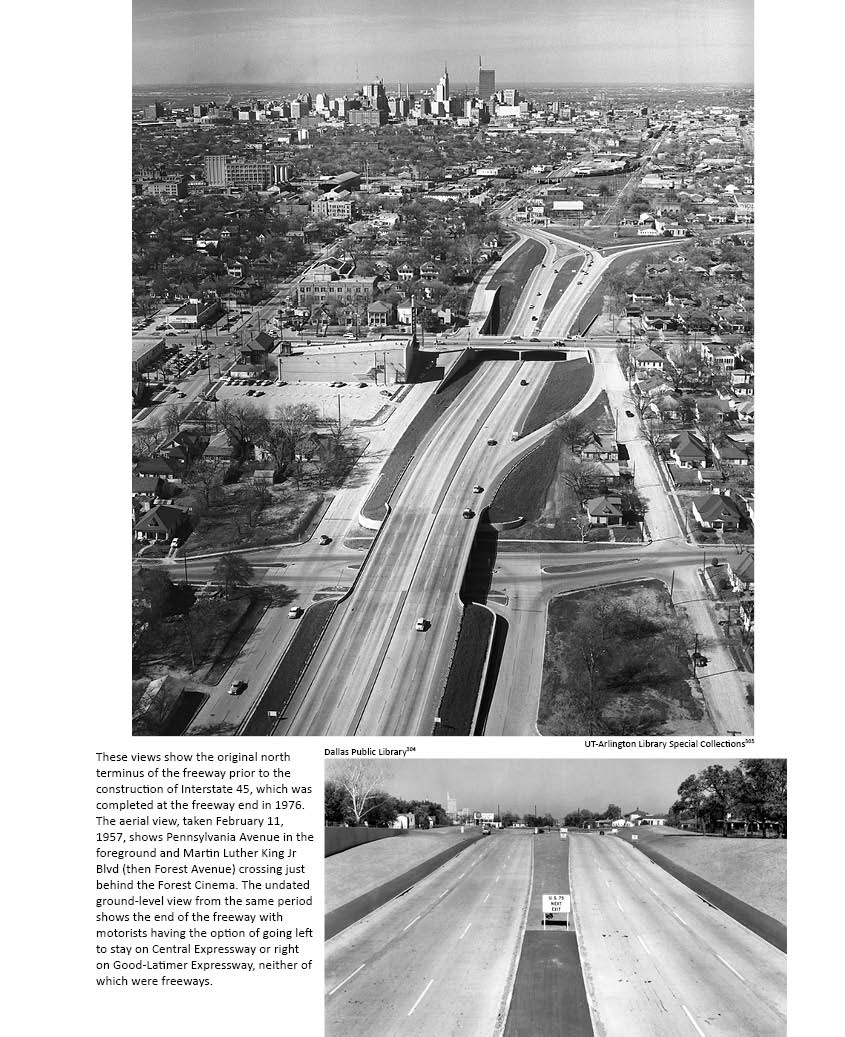 UT-Arlington Library Special Collections305
Dallas Public Library304
These views show the original north
terminus of the freeway prior to the
construction of Interstate 45, which was
completed at the freeway end in 1976.
The aerial view, taken February 11,
1957, shows Pennsylvania Avenue in the
foreground and Martin Luther King Jr
Blvd (then Forest Avenue) crossing just
behind the Forest Cinema. The undated
ground-level view from the same period
shows the end of the freeway with
motorists having the option of going left
to stay on Central Expressway or right
on Good-Latimer Expressway, neither of
which were freeways.
U.S. 75
NEXT
EXIT